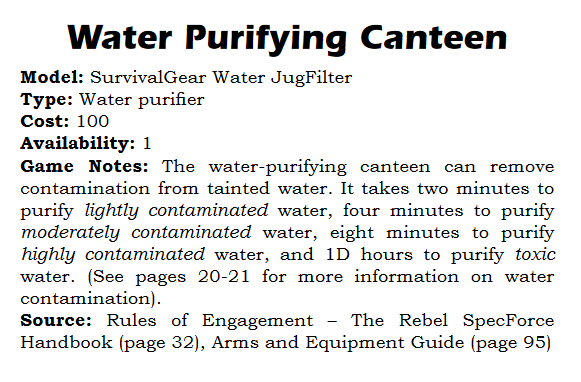 Water Purifying Canteen
Model: SurvivalGear Water JugFilter
Type: Water purifier
Cost: 100
Availability: 1
Game Notes: The water-purifying canteen can remove
contamination from tainted water. It takes two minutes to
purify lightly contaminated water, four minutes to purify
moderately contaminated water, eight minutes to purify
highly contaminated water, and 1D hours to purify toxic
water. (See pages 20-21 for more information on water
contamination).
Source: Rules of Engagement – The Rebel SpecForce
Handbook (page 32), Arms and Equipment Guide (page 95)